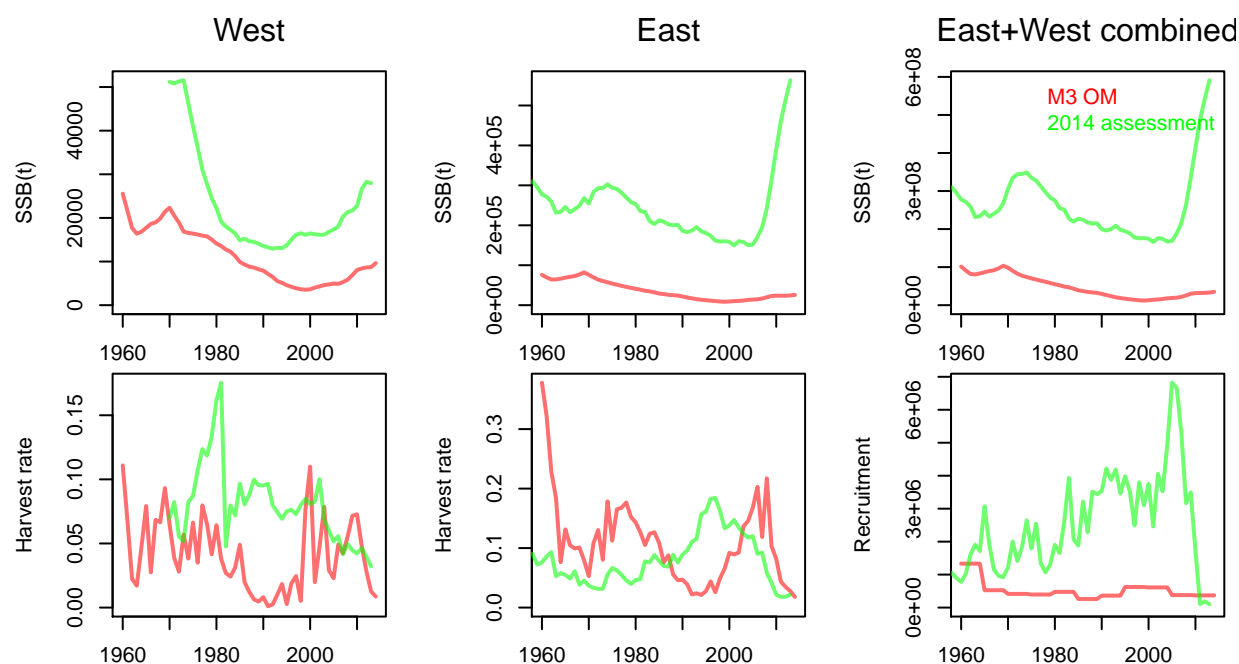 West
East
East+West combined
SSB(t)
0
20000
40000
1960
1980
2000
SSB(t)
0e+00
2e+05
4e+05
1960
1980
2000
SSB(t)
0e+00
3e+08
6e+08
M3 OM
2014 assessment
1960
1980
2000
Harvest rate
0.00
0.05
0.10
0.15
1960
1980
2000
Harvest rate
0.0
0.1
0.2
0.3
1960
1980
2000
Recruitment
0e+00
3e+06
6e+06
1960
1980
2000